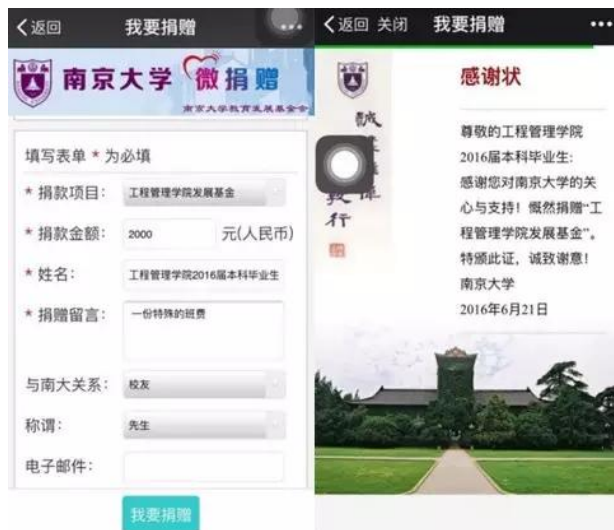 返回
我要捐赠
南京大学 微捐赠
南京大学教育发展基金会
填写表单 * 为必填
* 捐款项目： 工程管理学院发展基金
* 捐款金额： 2000 元(人民币)
* 姓名： 工程管理学院2016届本科毕业生
* 捐赠留言： 一份特殊的班费
与南大关系： 校友
称谓： 先生
电子邮件：
我要捐赠
返回 关闭 我要捐赠
感谢状
尊敬的工程管理学院
2016届本科毕业生:
感谢您对南京大学的关
心与支持！慨然捐赠“工
程管理学院发展基金”。
特颁此证，诚致谢意！
南京大学
2016年6月21日
誠
敦
行